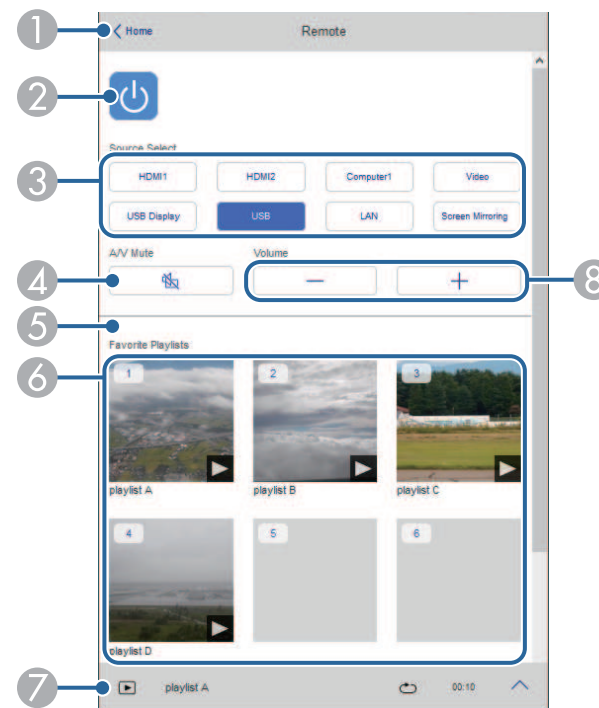 1 Home Remote
2
Source Select
3 HDMI1 HDMI2 Computer1 Video
USB Display USB LAN Screen Mirroring
A/V Mute Volume
4 8
5
Favorite Playlists
6
1 2 3
playlist A playlist B playlist C
4 5 6
playlist D
7 playlist A 00:10